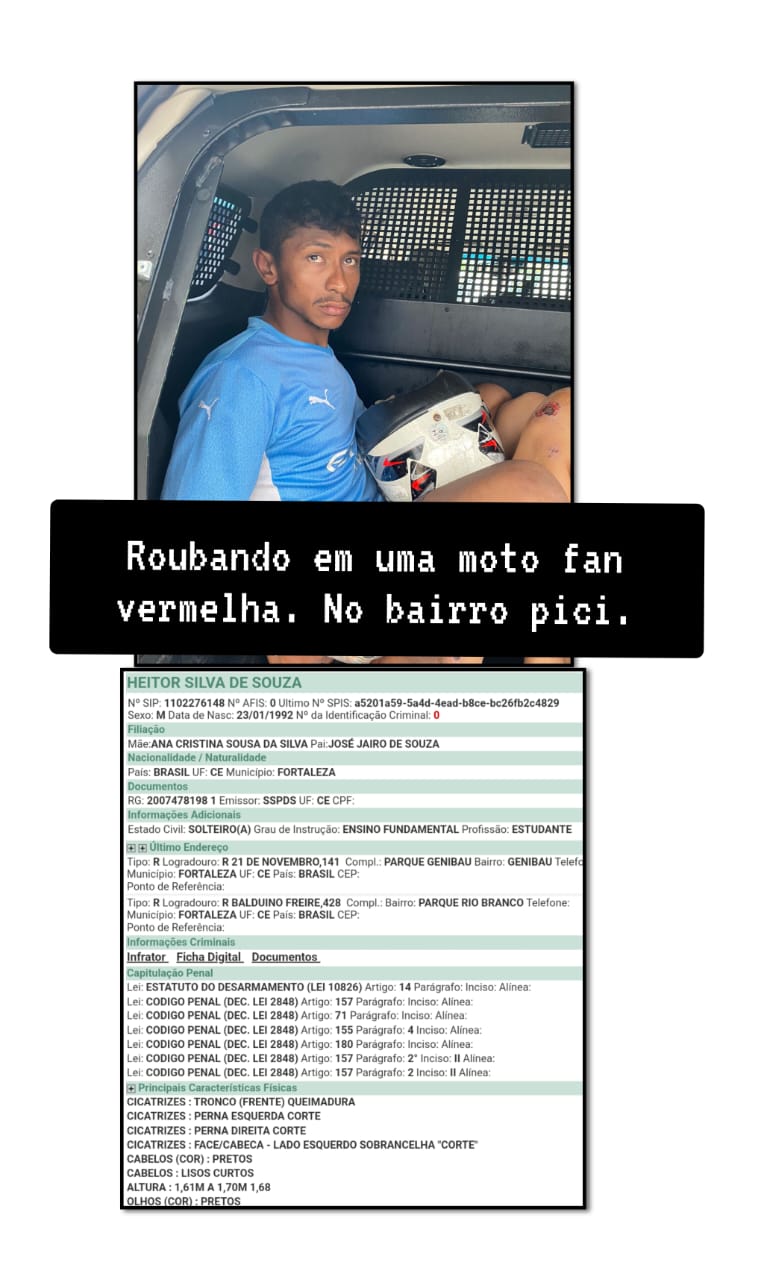 Roubando em uma moto fan
vermelha. No bairro pici.
HEITOR SILVA DE SOUZA
Nº SIP: 1102276148 Nº AFIS: 0 Ultimo Nº SPIS: a5201a59-5a4d-4ead-b8ce-bc26fb2c4829
Sexo: M Data de Nasc: 23/01/1992 Nº da Identificação Criminal: 0
Filiação
Mãe:ANA CRISTINA SOUSA DA SILVA Pai:JOSÉ JAIRO DE SOUZA
Nacionalidade / Naturalidade
País: BRASIL UF: CE Município: FORTALEZA
Documentos
RG: 2007478198 1 Emissor: SSPDS UF: CE CPF:
Informações Adicionais
Estado Civil: SOLTEIRO(A) Grau de Instrução: ENSINO FUNDAMENTAL Profissão: ESTUDANTE
Último Endereço
Tipo: R Logradouro: R 21 DE NOVEMBRO,141 Compl.: PARQUE GENIBAU Bairro: GENIBAU Telefo
Município: FORTALEZA UF: CE País: BRASIL CEP:
Ponto de Referência:
Tipo: R Logradouro: R BALDUINO FREIRE,428 Compl.: Bairro: PARQUE RIO BRANCO Telefone:
Município: FORTALEZA UF: CE País: BRASIL CEP:
Ponto de Referência:
Informações Criminais
Infrator Ficha Digital Documentos
Capitulação Penal
Lei: ESTATUTO DO DESARMAMENTO (LEI 10826) Artigo: 14 Parágrafo: Inciso: Alínea:
Lei: CODIGO PENAL (DEC. LEI 2848) Artigo: 157 Parágrafo: Inciso: Alínea:
Lei: CODIGO PENAL (DEC. LEI 2848) Artigo: 71 Parágrafo: Inciso: Alínea:
Lei: CODIGO PENAL (DEC. LEI 2848) Artigo: 155 Parágrafo: 4 Inciso: Alínea:
Lei: CODIGO PENAL (DEC. LEI 2848) Artigo: 180 Parágrafo: Inciso: Alínea:
Lei: CODIGO PENAL (DEC. LEI 2848) Artigo: 157 Parágrafo: 2° Inciso: II Alínea:
Lei: CODIGO PENAL (DEC. LEI 2848) Artigo: 157 Parágrafo: 2 Inciso: II Alínea:
Principais Características Físicas
CICATRIZES : TRONCO (FRENTE) QUEIMADURA
CICATRIZES : PERNA ESQUERDA CORTE
CICATRIZES : PERNA DIREITA CORTE
CICATRIZES : FACE/CABECA - LADO ESQUERDO SOBRANCELHA "CORTE"
CABELOS (COR) : PRETOS
CABELOS : LISOS CURTOS
ALTURA : 1,61M A 1,70M 1,68
OLHOS (COR) : PRETOS